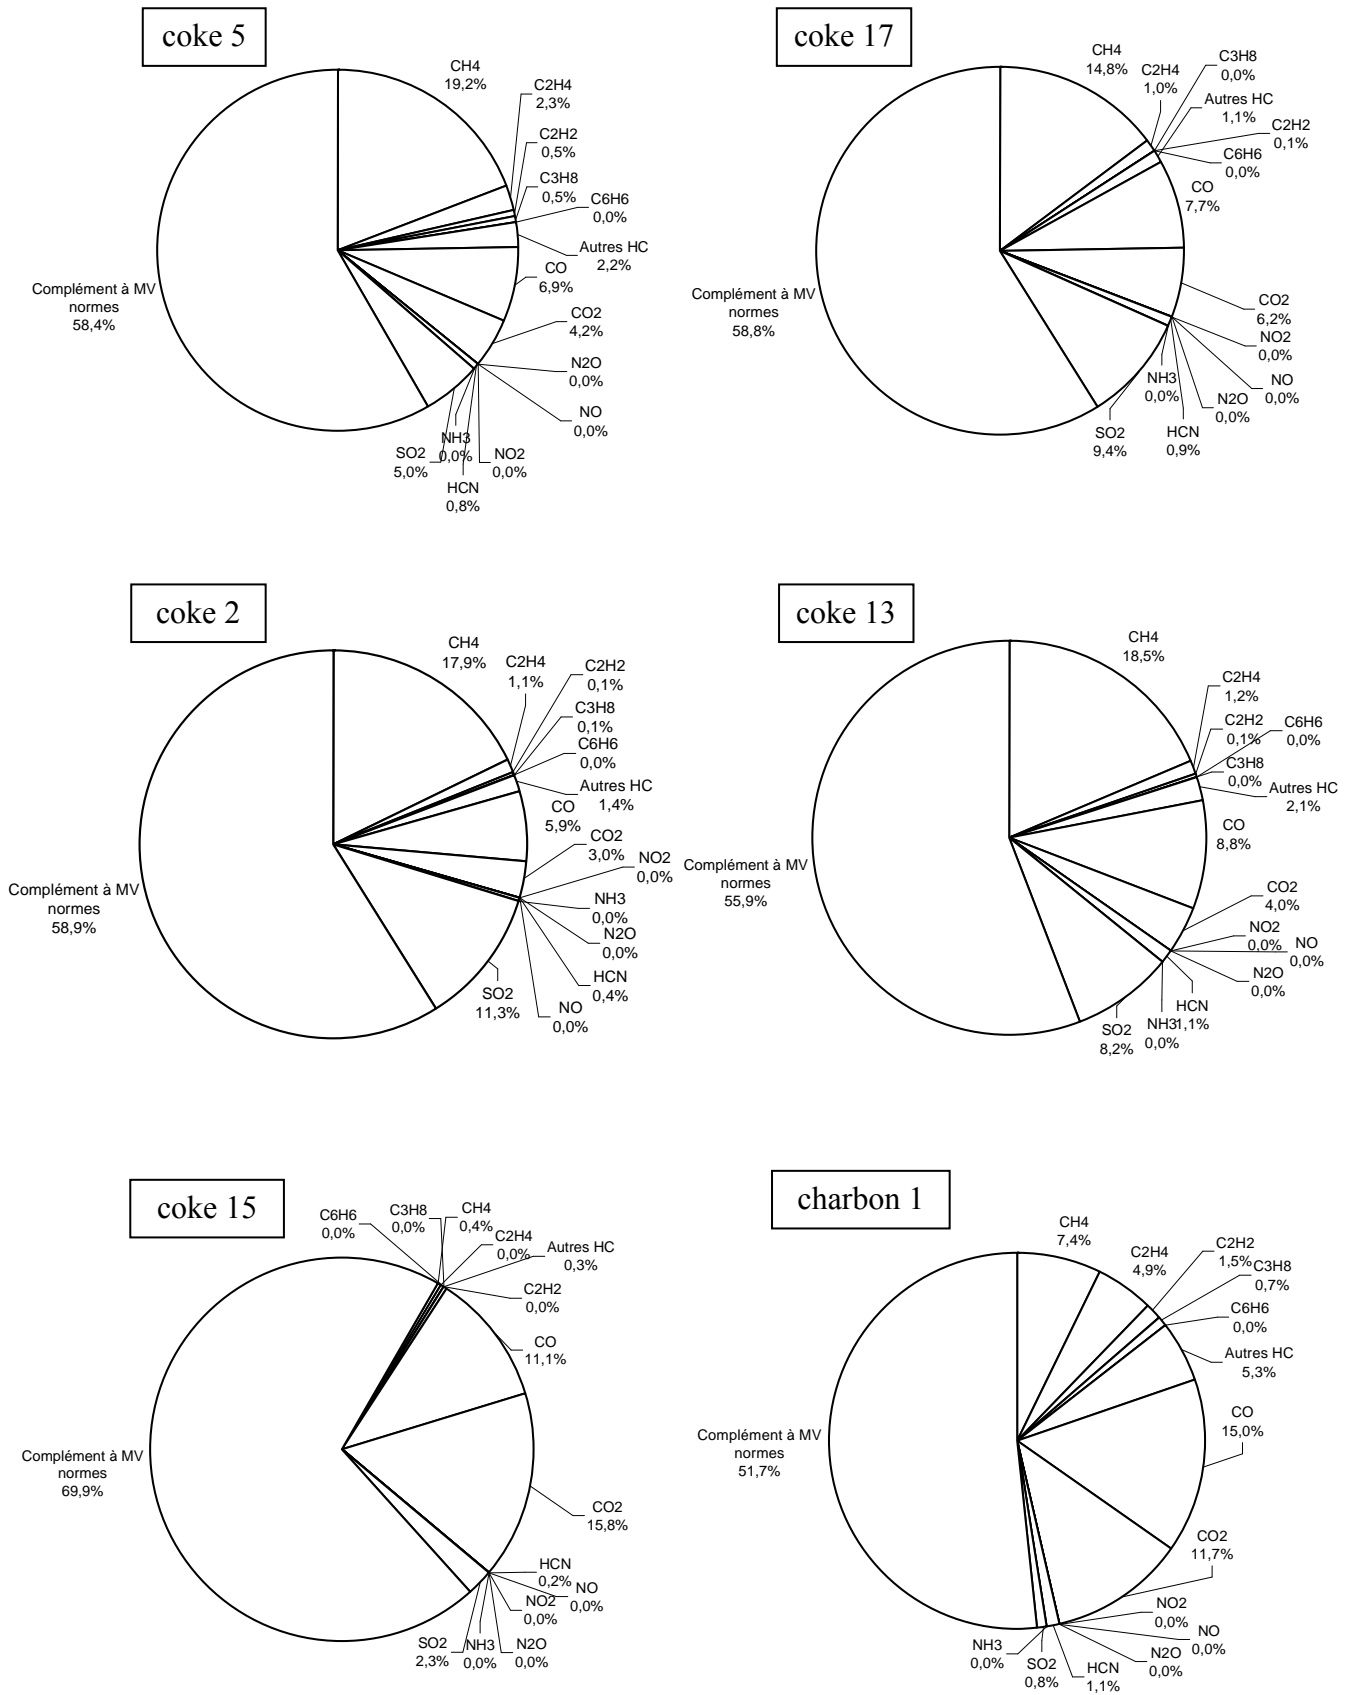 coke 5
CH4
19,2%
C2H4
2,3%
C2H2
0,5%
C3H8
0,5%
C6H6
0,0%
Autres HC
2,2%
CO
6,9%
CO2
4,2%
N2O
0,0%
NO
0,0%
NO2
0,0%
HCN
0,8%
NH3
0,0%
SO2
5,0%
Complément à MV
normes
58,4%
coke 17
CH4
14,8%
C2H4
1,0%
C3H8
0,0%
Autres HC
1,1%
C2H2
0,1%
C6H6
0,0%
CO
7,7%
CO2
6,2%
NO2
0,0%
NO
0,0%
N2O
0,0%
HCN
0,9%
NH3
0,0%
SO2
9,4%
Complément à MV
normes
58,8%
coke 2
CH4
17,9%
C2H4
1,1%
C2H2
0,1%
C3H8
0,1%
C6H6
0,0%
Autres HC
1,4%
CO
5,9%
CO2
3,0%
NO2
0,0%
NH3
0,0%
N2O
0,0%
HCN
0,4%
NO
0,0%
SO2
11,3%
Complément à MV
normes
58,9%
coke 13
CH4
18,5%
C2H4
1,2%
C2H2
0,1%
C6H6
0,0%
C3H8
0,0%
Autres HC
2,1%
CO
8,8%
CO2
4,0%
NO2
0,0%
NO
0,0%
N2O
0,0%
HCN
1,1%
NH3
0,0%
SO2
8,2%
Complément à MV
normes
55,9%
coke 15
C6H6
0,0%
C3H8
0,0%
CH4
0,4%
C2H4
0,0%
Autres HC
0,3%
C2H2
0,0%
CO
11,1%
CO2
15,8%
HCN
0,2%
NO
0,0%
NO2
0,0%
N2O
0,0%
NH3
0,0%
SO2
2,3%
Complément à MV
normes
69,9%
charbon 1
CH4
7,4%
C2H4
4,9%
C2H2
1,5%
C3H8
0,7%
C6H6
0,0%
Autres HC
5,3%
CO
15,0%
CO2
11,7%
NO2
0,0%
NO
0,0%
N2O
0,0%
HCN
1,1%
SO2
0,8%
NH3
0,0%
Complément à MV
normes
51,7%